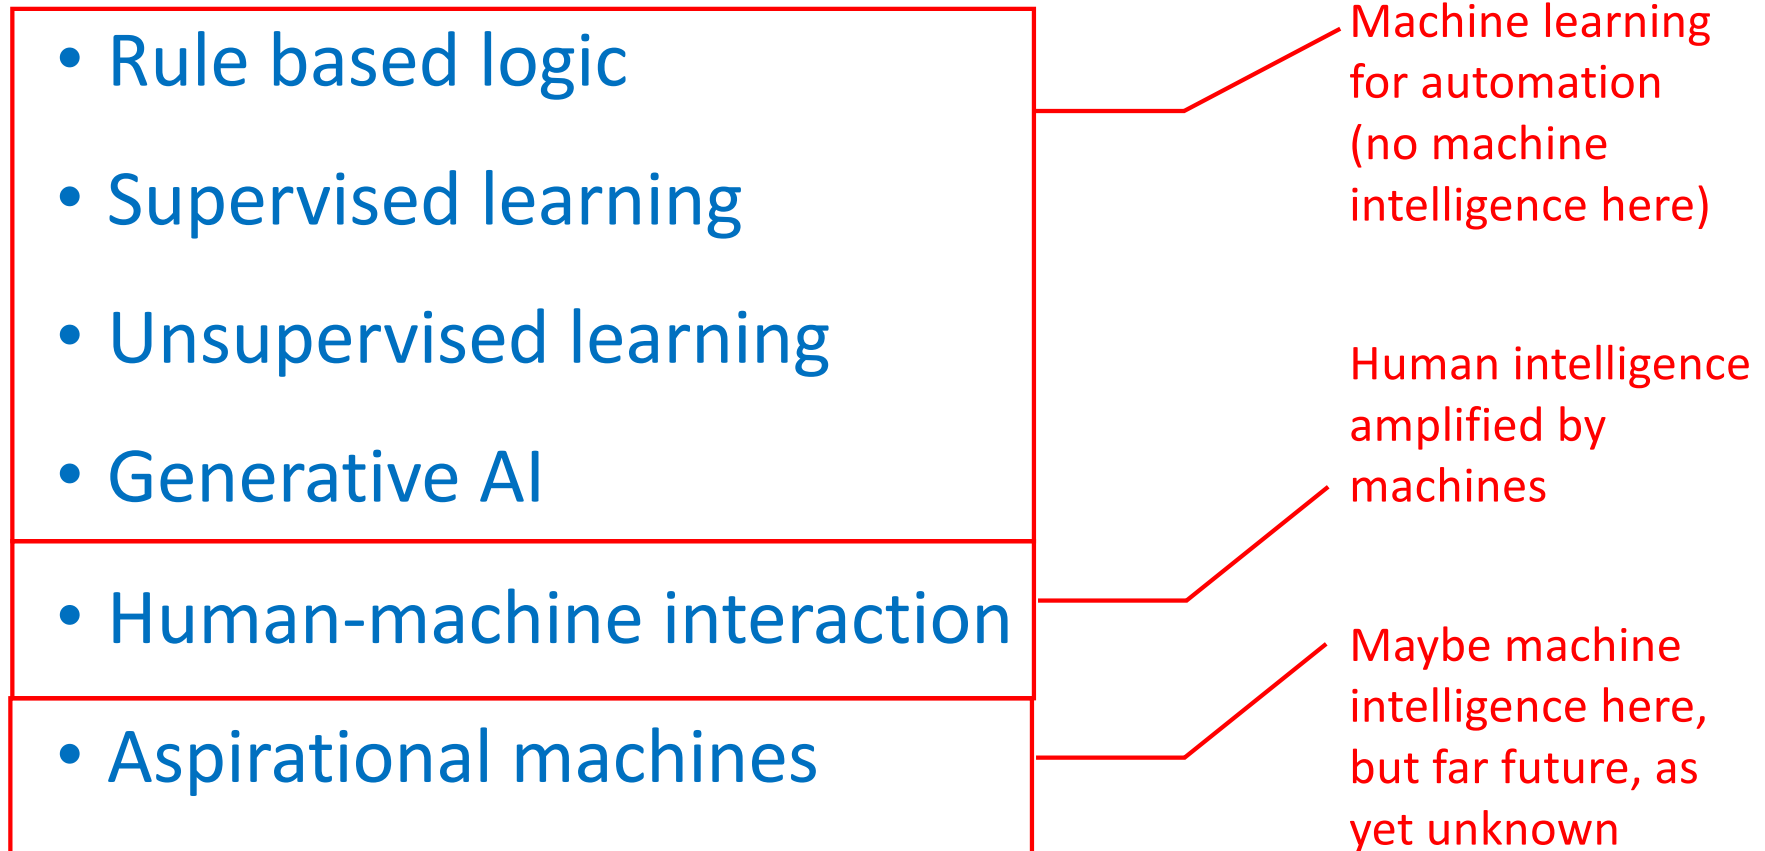 • Rule based logic
• Supervised learning
• Unsupervised learning
• Generative AI
• Human-machine interaction
• Aspirational machines
Machine learning
for automation
(no machine
intelligence here)
Human intelligence
amplified by
machines
Maybe machine
intelligence here,
but far future, as
yet unknown